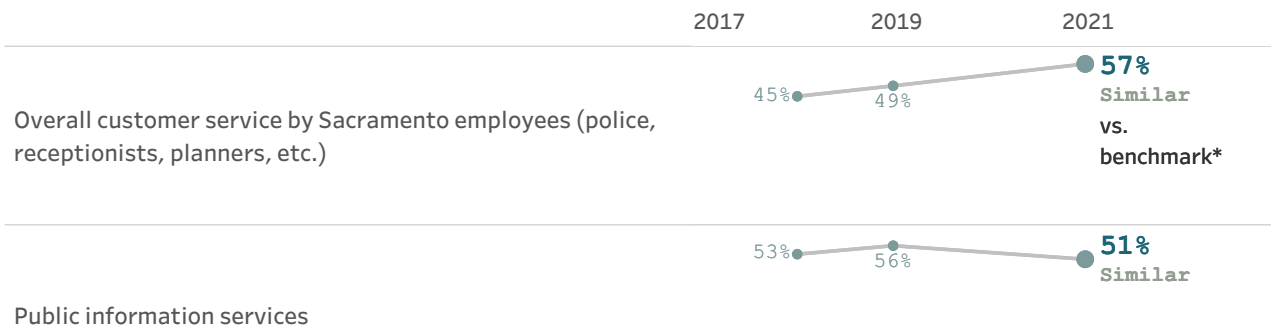 2017 2019 2021
57%
45%
49%
Similar
Overall customer service by Sacramento employees (police,
receptionists, planners, etc.)
vs.
benchmark*
53%
56%
51%
Similar
Public information services